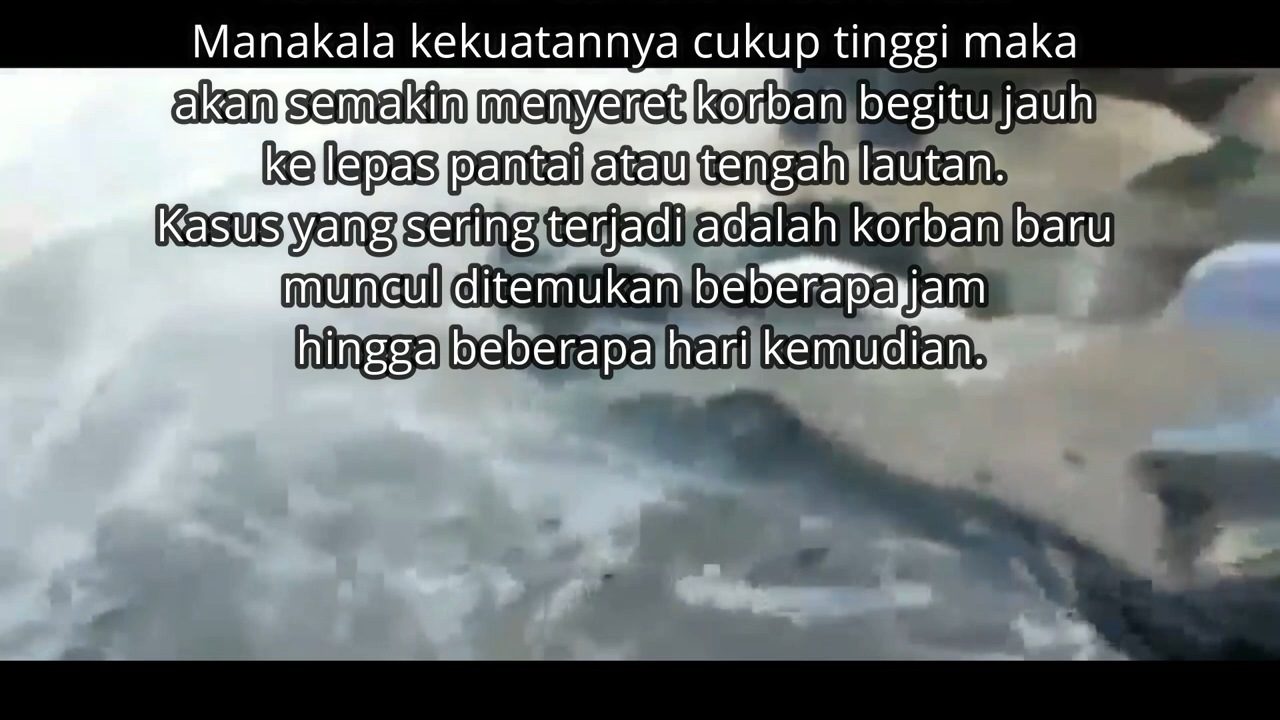 Manakala kekuatannya cukup tinggi maka
akan semakin menyeret korban begitu jauh
ke lepas pantai atau tengah lautan.
Kasus yang sering terjadi adalah korban baru
muncul ditemukan beberapa jam
hingga beberapa hari kemudian.